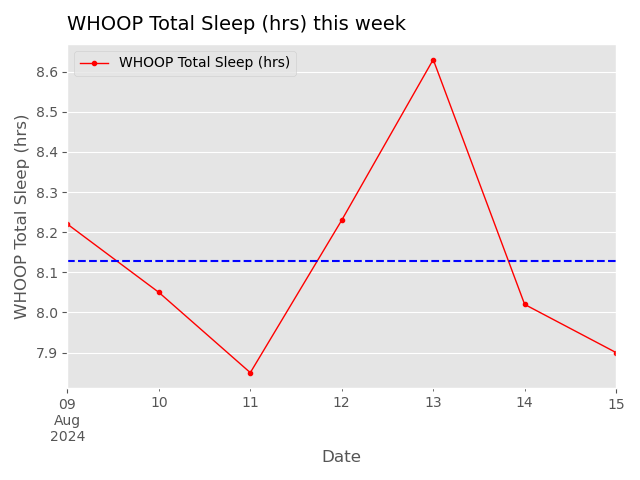 WHOOP Total Sleep (hrs) this week
WHOOP Total Sleep (hrs)
WHOOP Total Sleep (hrs)
8.6
8.5
8.4
8.3
8.2
8.1
8.0
7.9
09 10 11 12 13 14 15
Aug
2024
Date